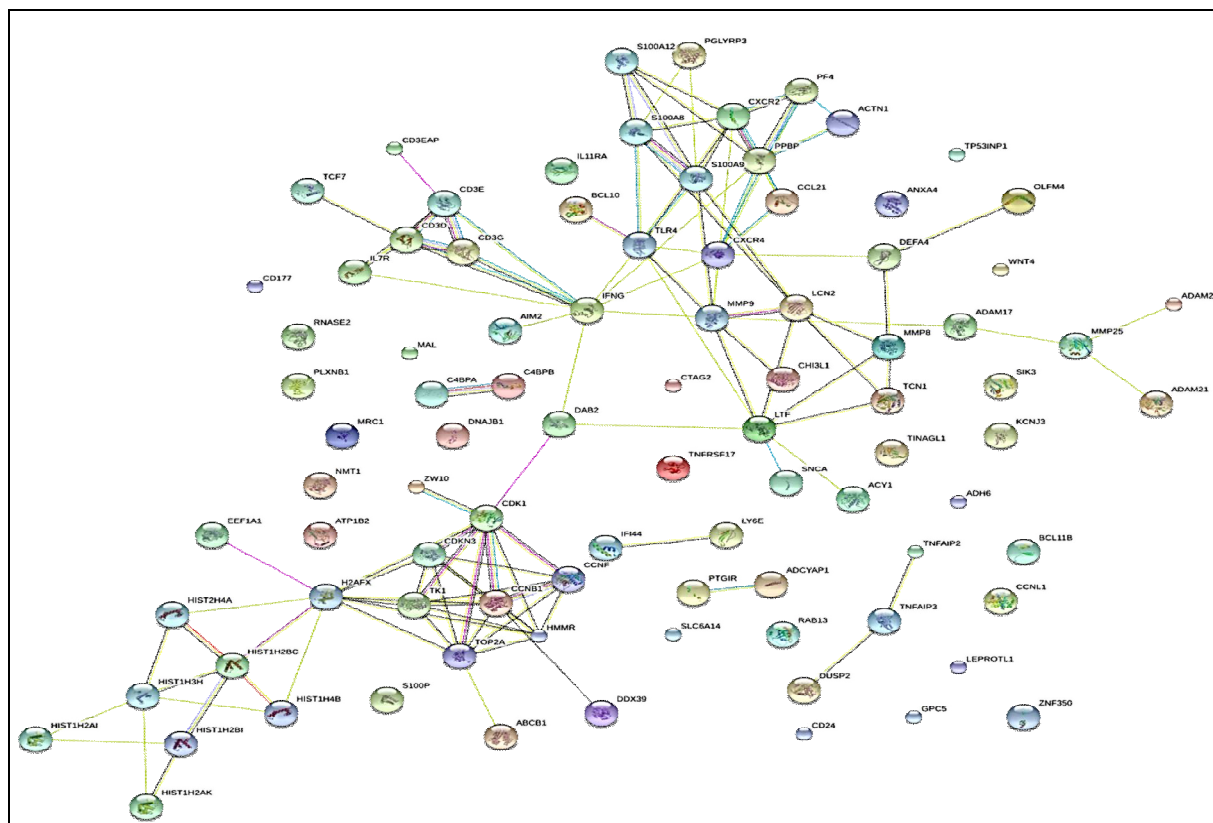 S100A12
PGLYRP3
PF4
CXCR2
ACTN1
S100A8
CD3EAP
PPBP
TP53INP1
IL11RA
S100A9
TCF7
CD3E
CCL21
ANXA4
OLFM4
BCL10
CD3D
CD3G
TLR4
CXCR4
DEFA4
IL7R
WNT4
CD177
IFNG
LCN2
MMP9
ADAM2
RNASE2
AIM2
ADAM17
MMP25
MMP8
MAL
PLXNB1
C4BPA
C4BPB
CTAG2
CHI3L1
SIK3
TCN1
ADAM21
DAB2
LTF
MRC1
DNAJB1
KCNJ3
TINAGL1
TNFRSF17
SNCA
NMT1
ZW10
ACY1
ADH6
CDK1
EEF1A1
ATP1B2
CDKN3
IFI44
LY6E
CCNF
TNFAIP2
BCL11B
H2AFX
TK1
CCNB1
PTGIR
ADCYAP1
CCNL1
HIST2H4A
HMMR
SLC6A14
RAB13
TNFAIP3
TOP2A
HIST1H2BC
LEPROTL1
HIST1H3H
HIST1H4B
S100P
DUSP2
DDX39
GPC5
ZNF350
HIST1H2AI
HIST1H2BI
ABCB1
CD24
HIST1H2AK